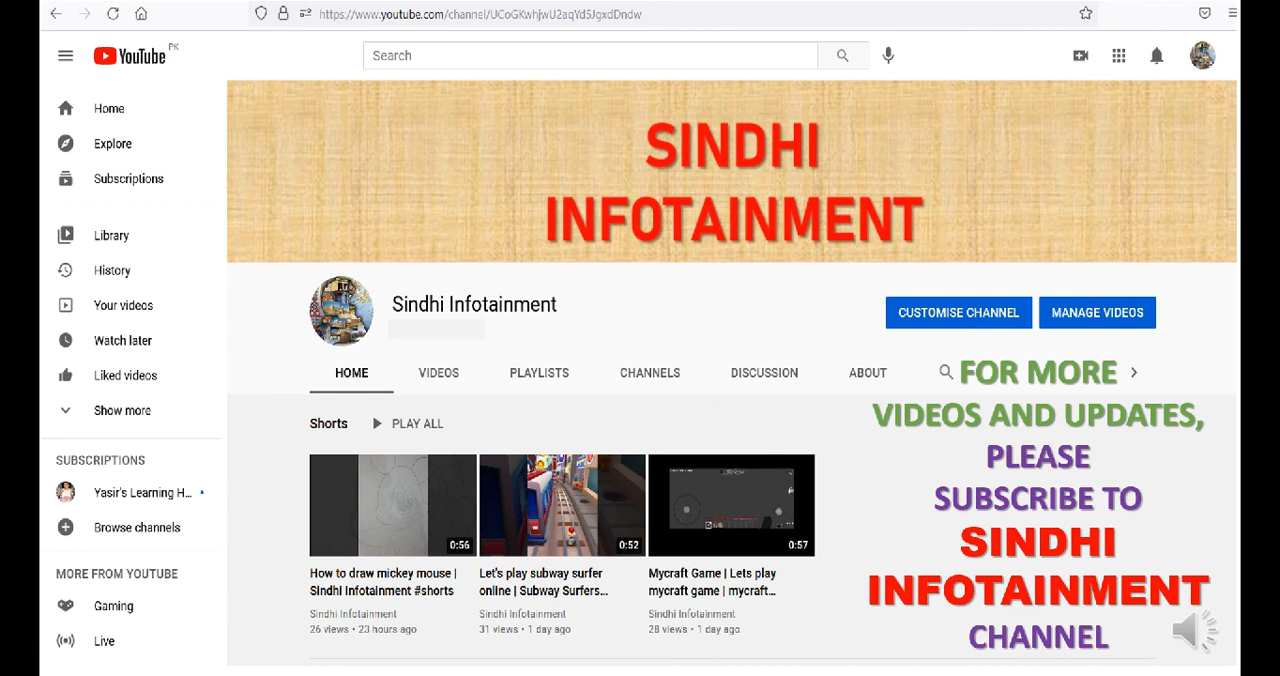 https://www.youtube.com/channel/UCoGKwhjwU2aqYd5JgxdDndw
YouTube PK
Search
Home
Explore
Subscriptions
Library
History
Your videos
Watch later
Liked videos
Show more
SUBSCRIPTIONS
Yasir's Learning H...
Browse channels
MORE FROM YOUTUBE
Gaming
Live
SINDHI
INFOTAINMENT
Sindhi Infotainment
CUSTOMISE CHANNEL
MANAGE VIDEOS
HOME
VIDEOS
PLAYLISTS
CHANNELS
DISCUSSION
ABOUT
Shorts
PLAY ALL
0:56
How to draw mickey mouse |
Sindhi Infotainment #shorts
Sindhi Infotainment
26 views • 23 hours ago
0:52
Let's play subway surfer
online | Subway Surfers...
Sindhi Infotainment
31 views • 1 day ago
0:57
Mycraft Game | Lets play
mycraft game | mycraft...
Sindhi Infotainment
28 views • 1 day ago
FOR MORE
VIDEOS AND UPDATES,
PLEASE
SUBSCRIBE TO
SINDHI
INFOTAINMENT
CHANNEL